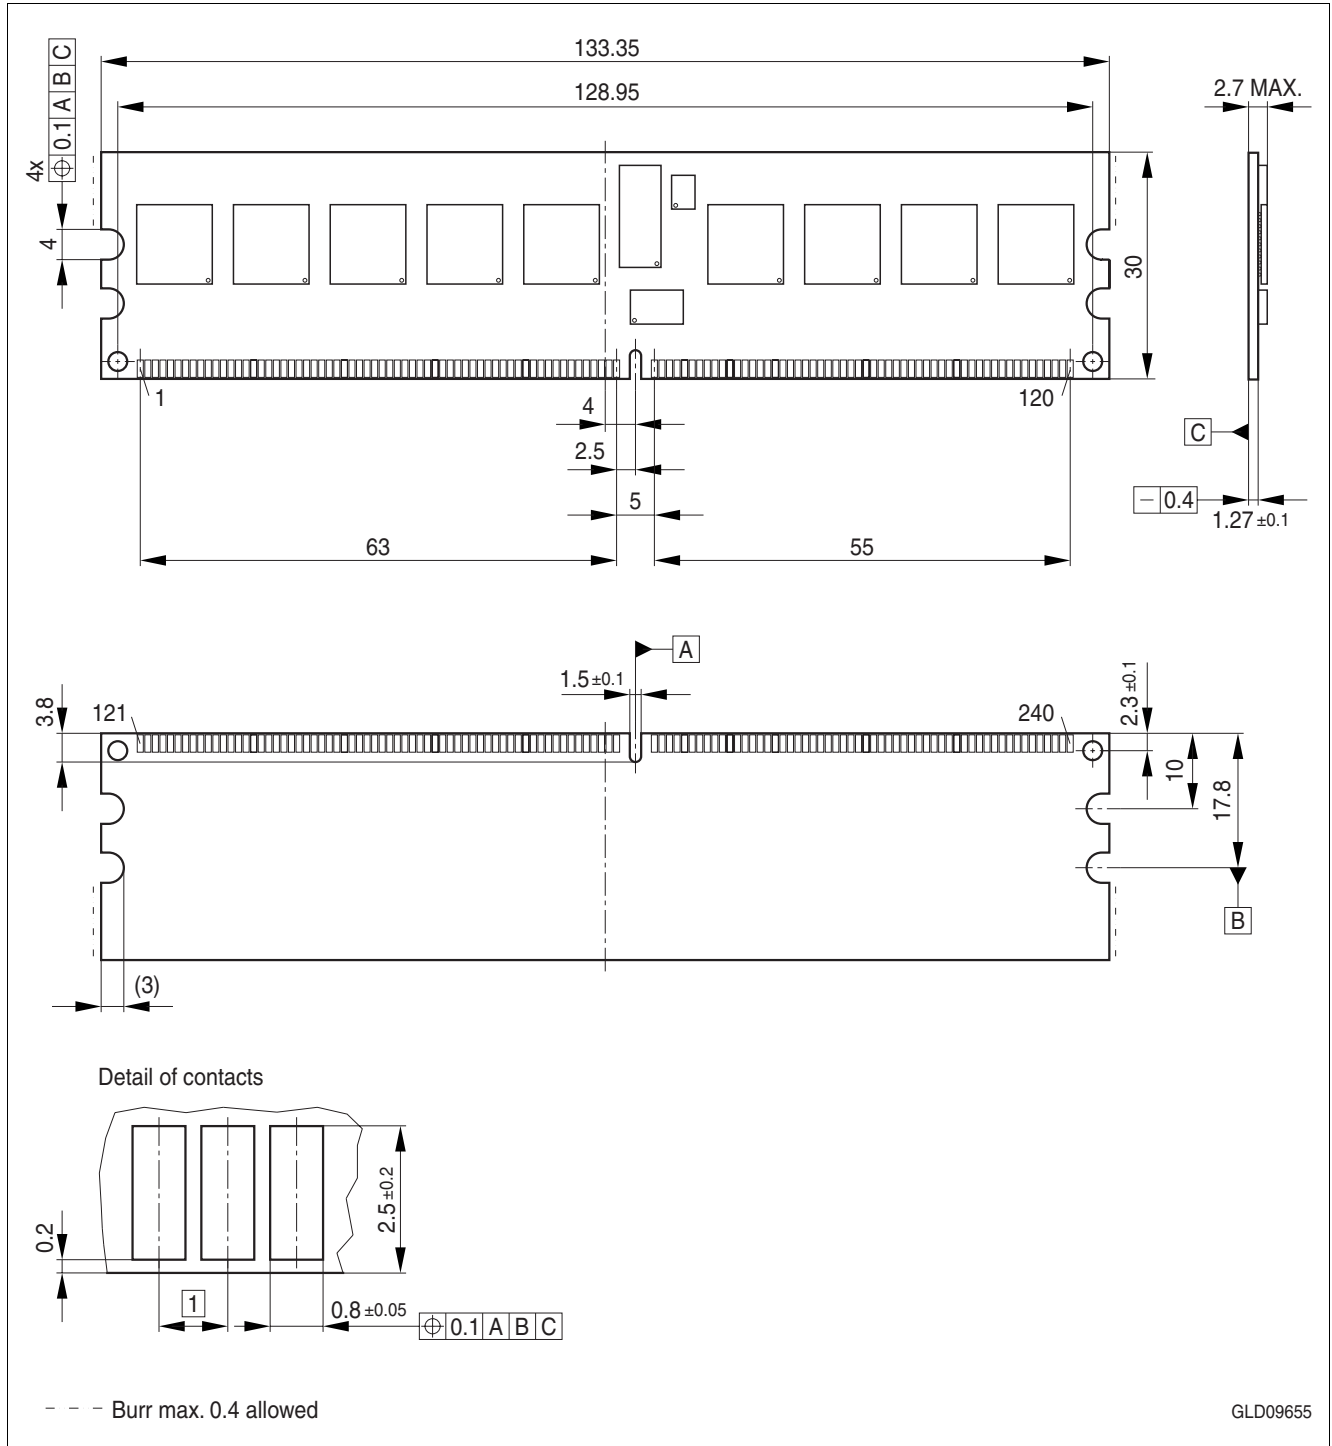 133.35
128.95
2.7 MAX.
4x
⌖ 0.1 A B C
4
30
1
120
4
2.5
5
63
55
C
⏤ 0.4
1.27 ±0.1
A
1.5 ±0.1
3.8
121
240
2.3 ±0.1
10
17.8
B
(3)
Detail of contacts
0.2
2.5 ±0.2
1
0.8 ±0.05
⌖ 0.1 A B C
- - - Burr max. 0.4 allowed
GLD09655